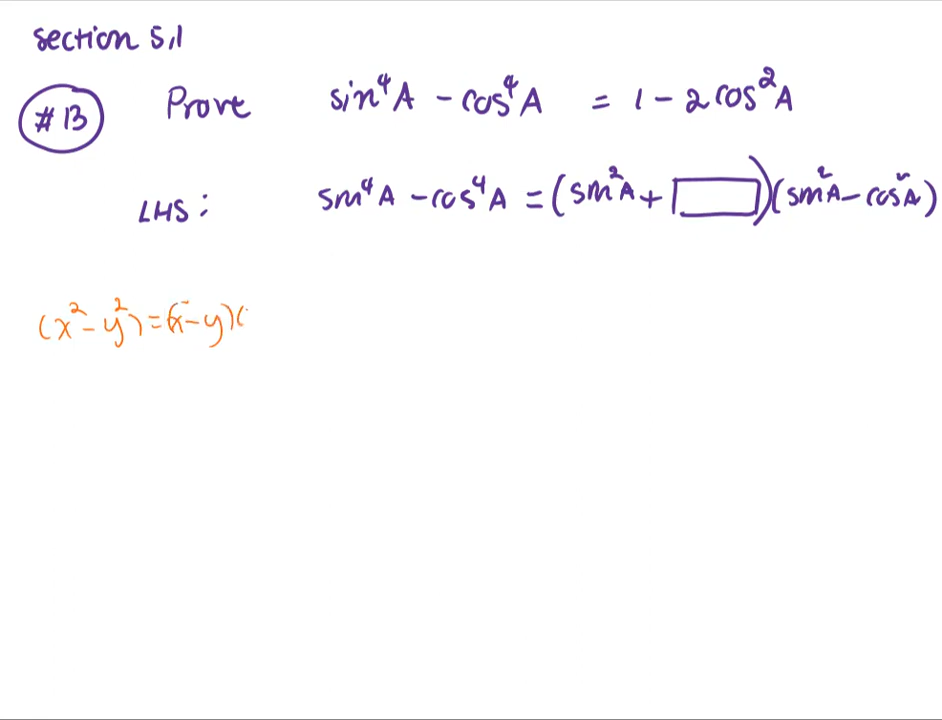 section 5.1
#13 Prove sin⁴A - cos⁴A = 1 - 2cos²A
LHS: sin⁴A - cos⁴A = (sin²A + ▭)(sin²A - cos²A)
(x² - y²) = (x - y)(